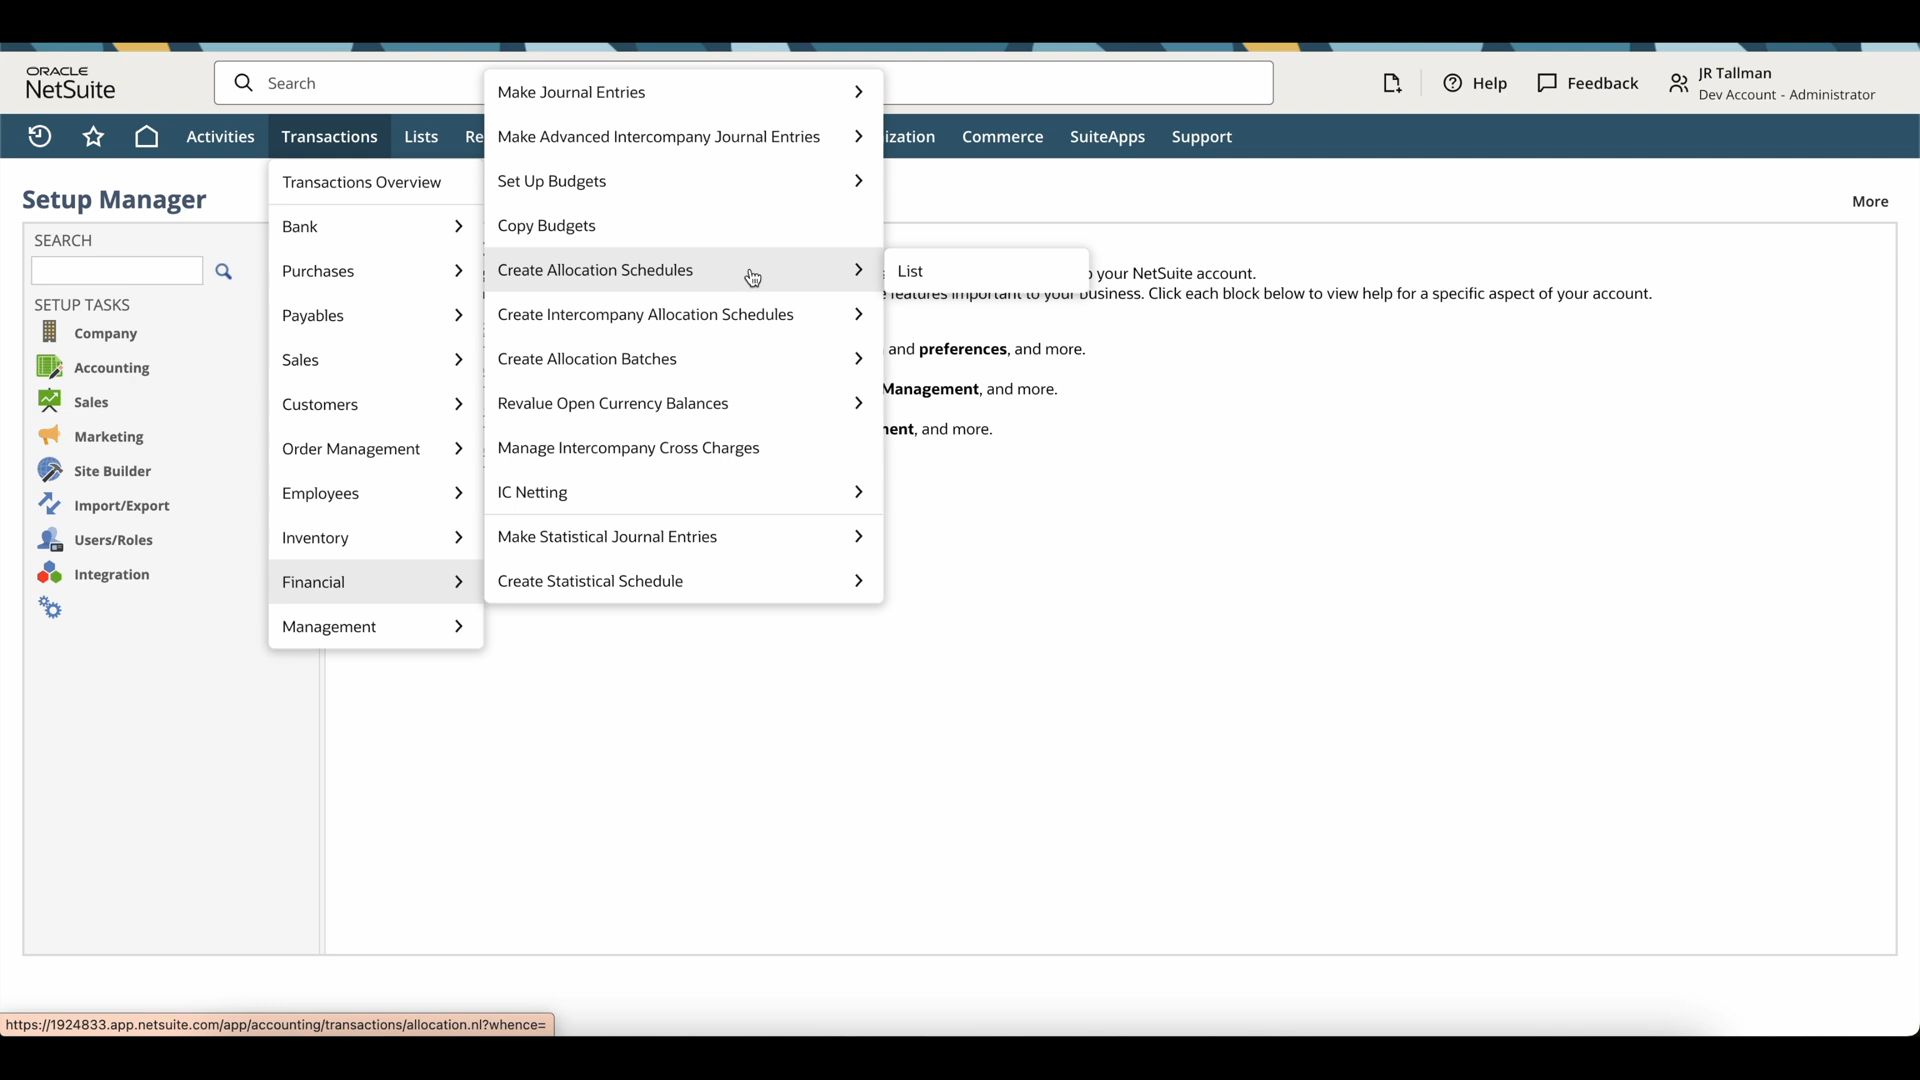 ORACLE
NetSuite
Search
Help
Feedback
JR Tallman
Dev Account - Administrator
Activities
Transactions
Lists
Re
ization
Commerce
SuiteApps
Support
Setup Manager
More
SEARCH
SETUP TASKS
Company
Accounting
Sales
Marketing
Site Builder
Import/Export
Users/Roles
Integration
Transactions Overview
Bank
Purchases
Payables
Sales
Customers
Order Management
Employees
Inventory
Financial
Management
Make Journal Entries
Make Advanced Intercompany Journal Entries
Set Up Budgets
Copy Budgets
Create Allocation Schedules
Create Intercompany Allocation Schedules
Create Allocation Batches
Revalue Open Currency Balances
Manage Intercompany Cross Charges
IC Netting
Make Statistical Journal Entries
Create Statistical Schedule
List
your NetSuite account.
features important to your business. Click each block below to view help for a specific aspect of your account.
and preferences, and more.
Management, and more.
ent, and more.
https://1924833.app.netsuite.com/app/accounting/transactions/allocation.nl?whence=